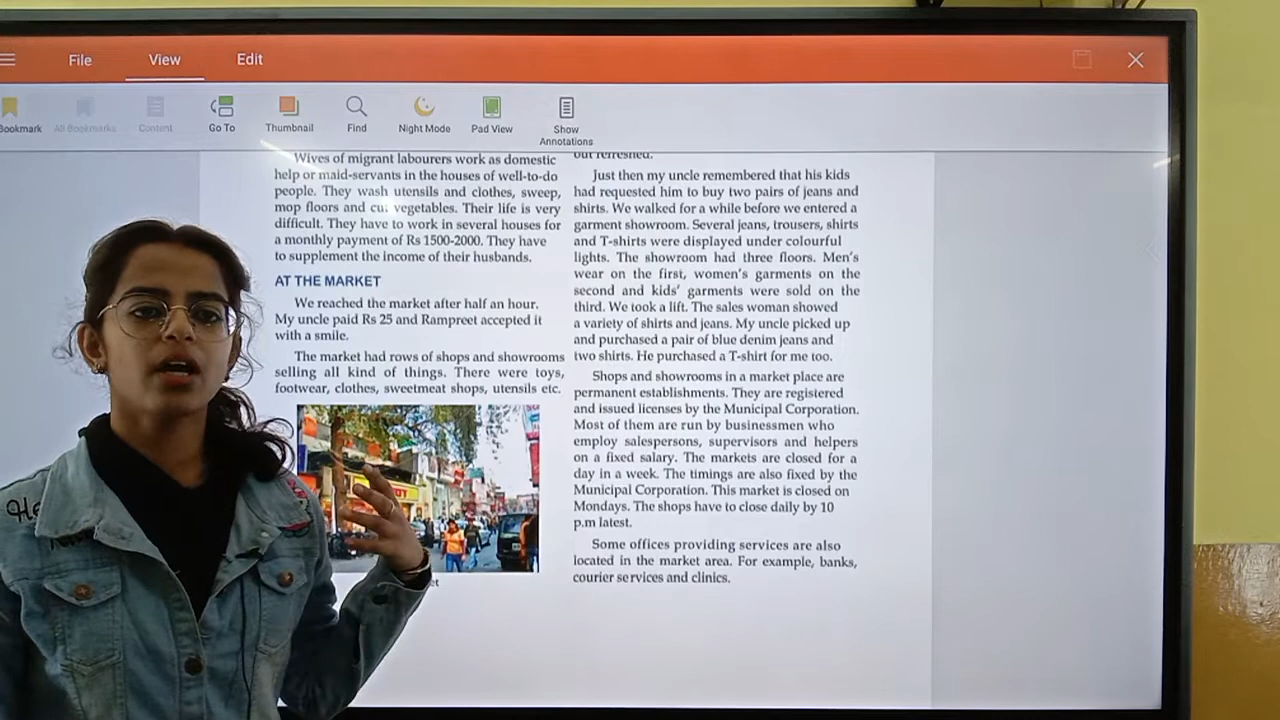 File
View
Edit
Bookmark
All Bookmarks
Content
Go To
Thumbnail
Find
Night Mode
Pad View
Show
Annotations
Wives of migrant labourers work as domestic
help or maid-servants in the houses of well-to-do
people. They wash utensils and clothes, sweep,
mop floors and cut vegetables. Their life is very
difficult. They have to work in several houses for
a monthly payment of Rs 1500-2000. They have
to supplement the income of their husbands.
AT THE MARKET
We reached the market after half an hour.
My uncle paid Rs 25 and Rampreet accepted it
with a smile.
The market had rows of shops and showrooms
selling all kind of things. There were toys,
footwear, clothes, sweetmeat shops, utensils etc.
out refreshed.
Just then my uncle remembered that his kids
had requested him to buy two pairs of jeans and
shirts. We walked for a while before we entered a
garment showroom. Several jeans, trousers, shirts
and T-shirts were displayed under colourful
lights. The showroom had three floors. Men's
wear on the first, women's garments on the
second and kids' garments were sold on the
third. We took a lift. The sales woman showed
a variety of shirts and jeans. My uncle picked up
and purchased a pair of blue denim jeans and
two shirts. He purchased a T-shirt for me too.
Shops and showrooms in a market place are
permanent establishments. They are registered
and issued licenses by the Municipal Corporation.
Most of them are run by businessmen who
employ salespersons, supervisors and helpers
on a fixed salary. The markets are closed for a
day in a week. The timings are also fixed by the
Municipal Corporation. This market is closed on
Mondays. The shops have to close daily by 10
p.m latest.
Some offices providing services are also
located in the market area. For example, banks,
courier services and clinics.